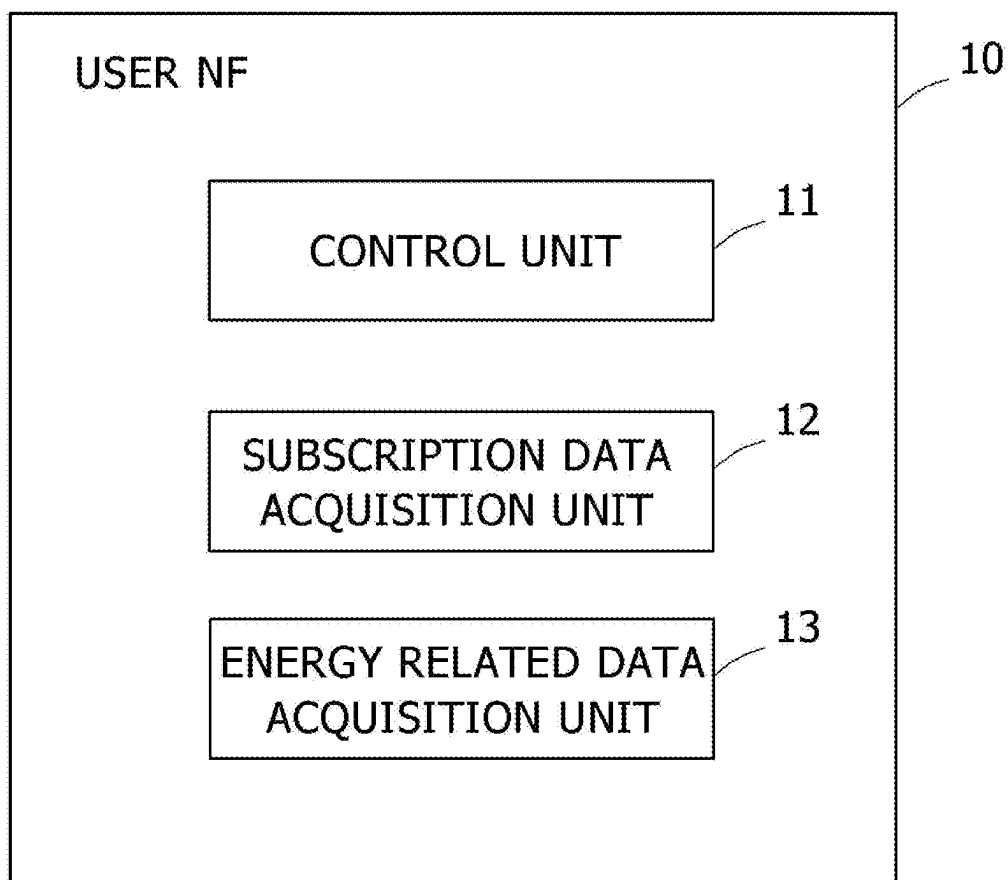 USER NF
10
CONTROL UNIT
11
SUBSCRIPTION DATA
ACQUISITION UNIT
12
ENERGY RELATED DATA
ACQUISITION UNIT
13